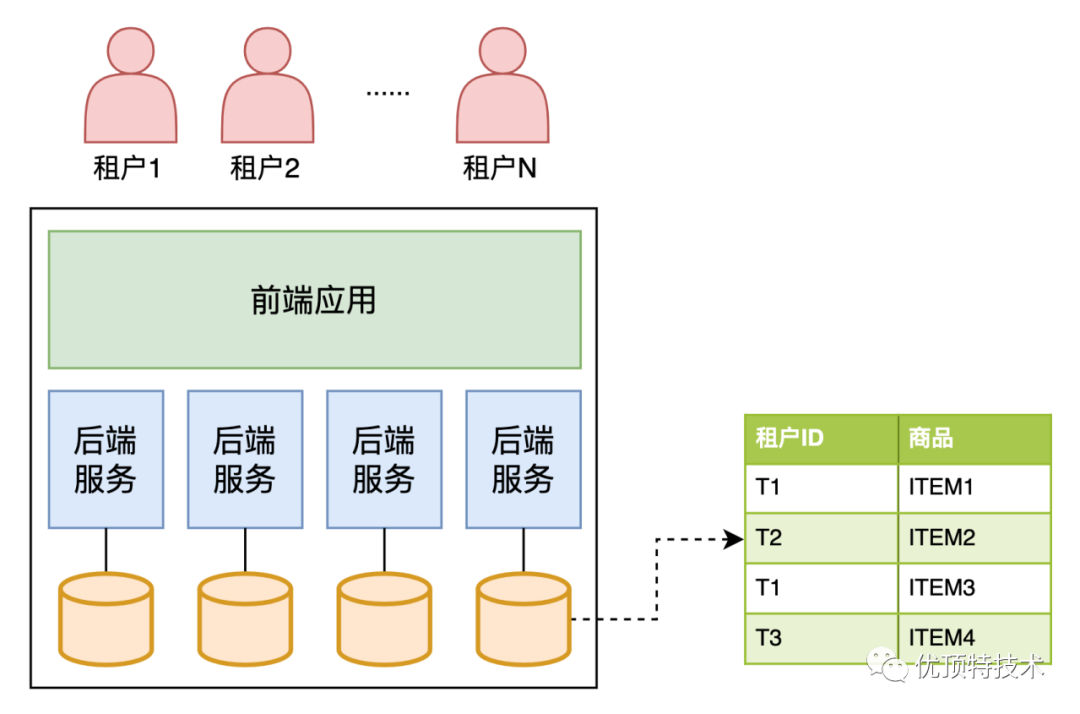 租户1
租户2
......
租户N
前端应用
后端
服务
后端
服务
后端
服务
后端
服务
租户ID 商品
T1 ITEM1
T2 ITEM2
T1 ITEM3
T3 ITEM4
优顶特技术